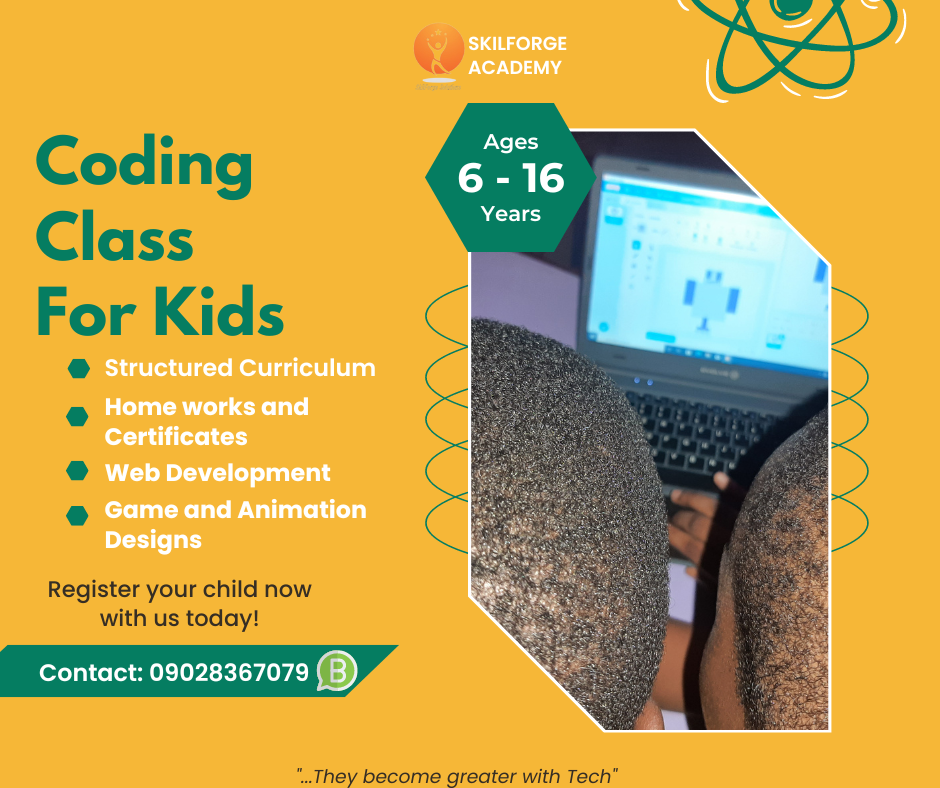 SKILFORGE
ACADEMY
Ages
6 - 16
Years
Coding
Class
For Kids
Structured Curriculum
Home works and
Certificates
Web Development
Game and Animation
Designs
Register your child now
with us today!
Contact: 09028367079
"...They become greater with Tech"